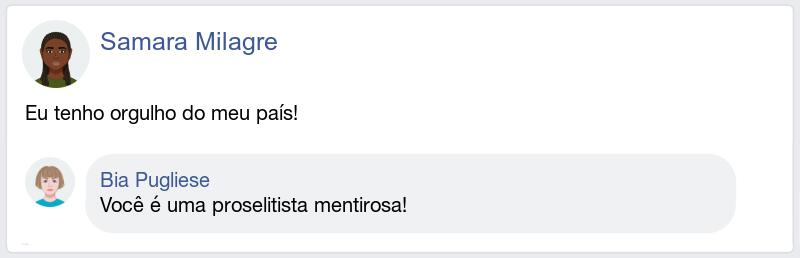 Samara Milagre
Eu tenho orgulho do meu país!
Bia Pugliese
Você é uma proselitista mentirosa!